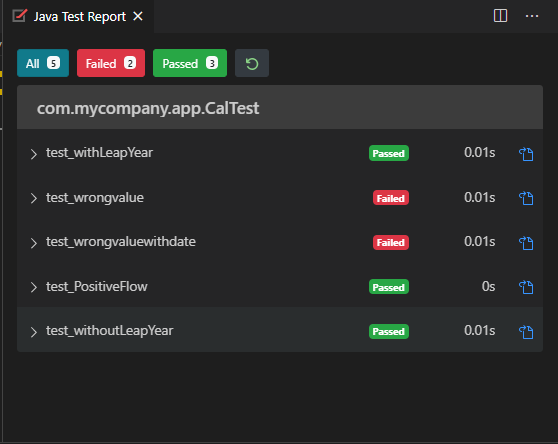 Java Test Report
All 5 Failed 2 Passed 3
com.mycompany.app.CalTest
test_withLeapYear Passed 0.01s
test_wrongvalue Failed 0.01s
test_wrongvaluewithdate Failed 0.01s
test_PositiveFlow Passed 0s
test_withoutLeapYear Passed 0.01s